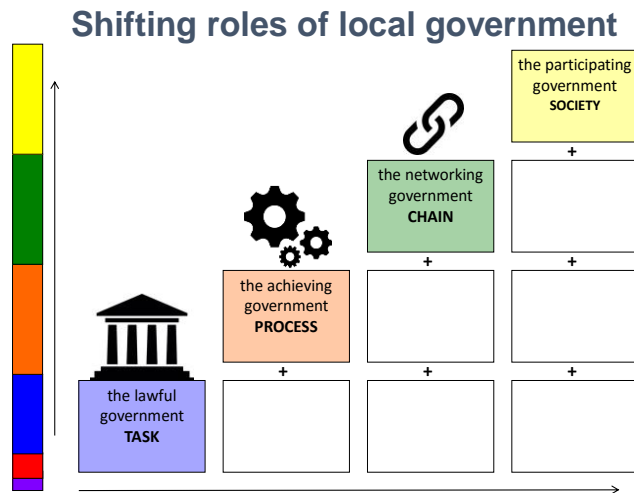 Shifting roles of local government
the participating
government
SOCIETY
+
the networking
government
CHAIN
+
+
the achieving
government
PROCESS
+
+
+
the lawful
government
TASK